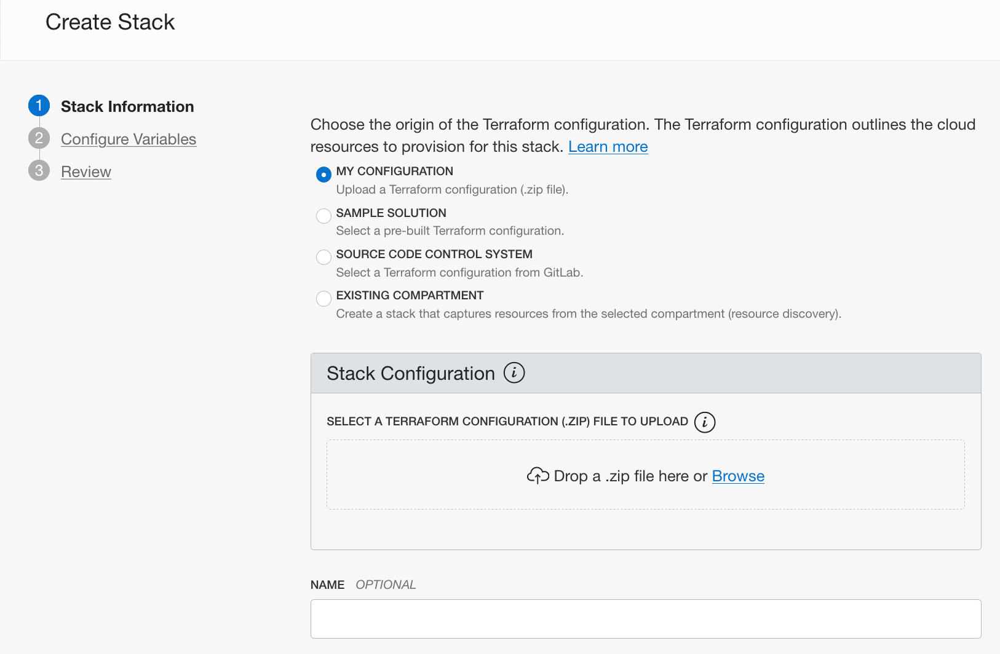 Create Stack
1 Stack Information
2 Configure Variables
3 Review
Choose the origin of the Terraform configuration. The Terraform configuration outlines the cloud
resources to provision for this stack. Learn more
MY CONFIGURATION
Upload a Terraform configuration (.zip file).
SAMPLE SOLUTION
Select a pre-built Terraform configuration.
SOURCE CODE CONTROL SYSTEM
Select a Terraform configuration from GitLab.
EXISTING COMPARTMENT
Create a stack that captures resources from the selected compartment (resource discovery).
Stack Configuration i
SELECT A TERRAFORM CONFIGURATION (.ZIP) FILE TO UPLOAD i
Drop a .zip file here or Browse
NAME OPTIONAL